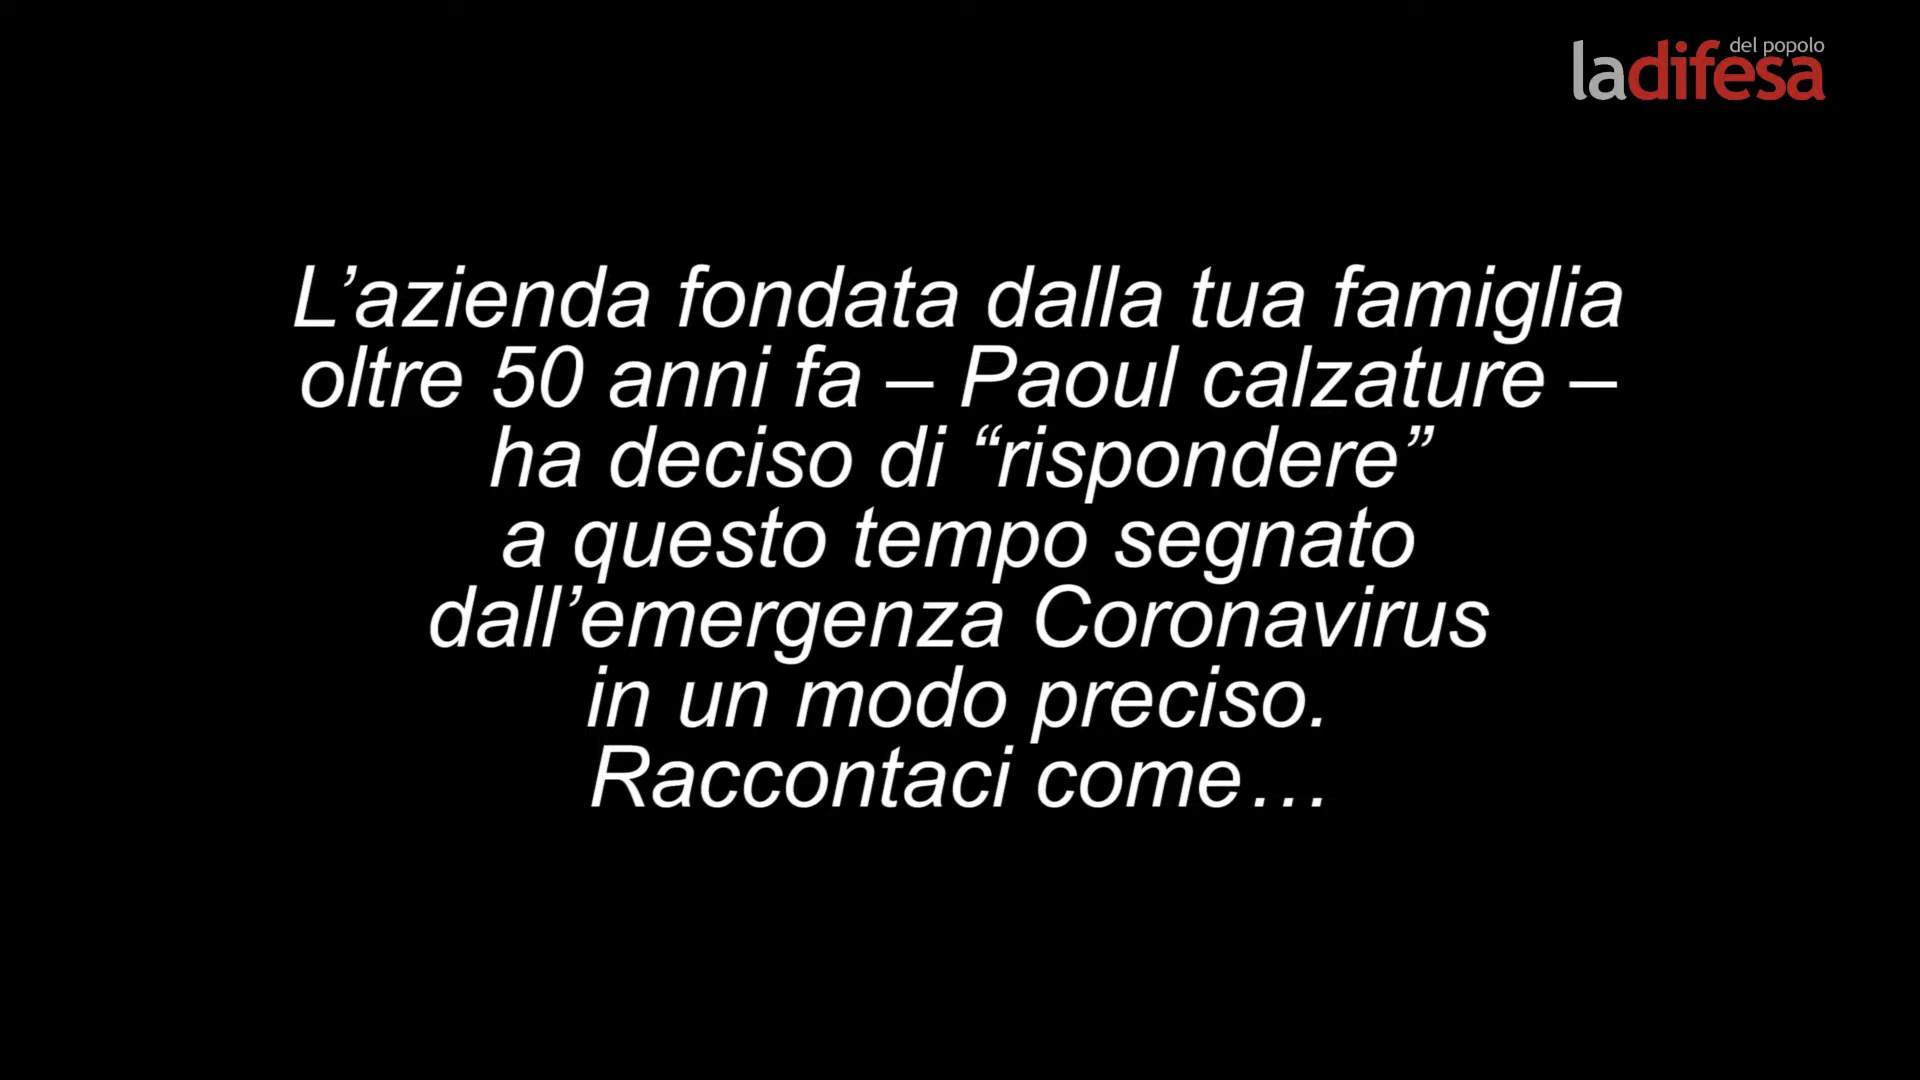 del popolo
ladifesa
L’azienda fondata dalla tua famiglia
oltre 50 anni fa – Paoul calzature –
ha deciso di “rispondere”
a questo tempo segnato
dall’emergenza Coronavirus
in un modo preciso.
Raccontaci come…